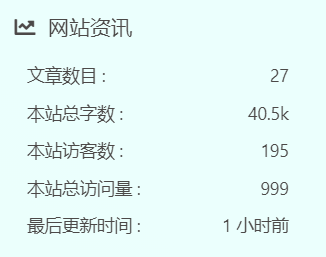 网站资讯
文章数目 : 27
本站总字数 : 40.5k
本站访客数 : 195
本站总访问量 : 999
最后更新时间 : 1 小时前